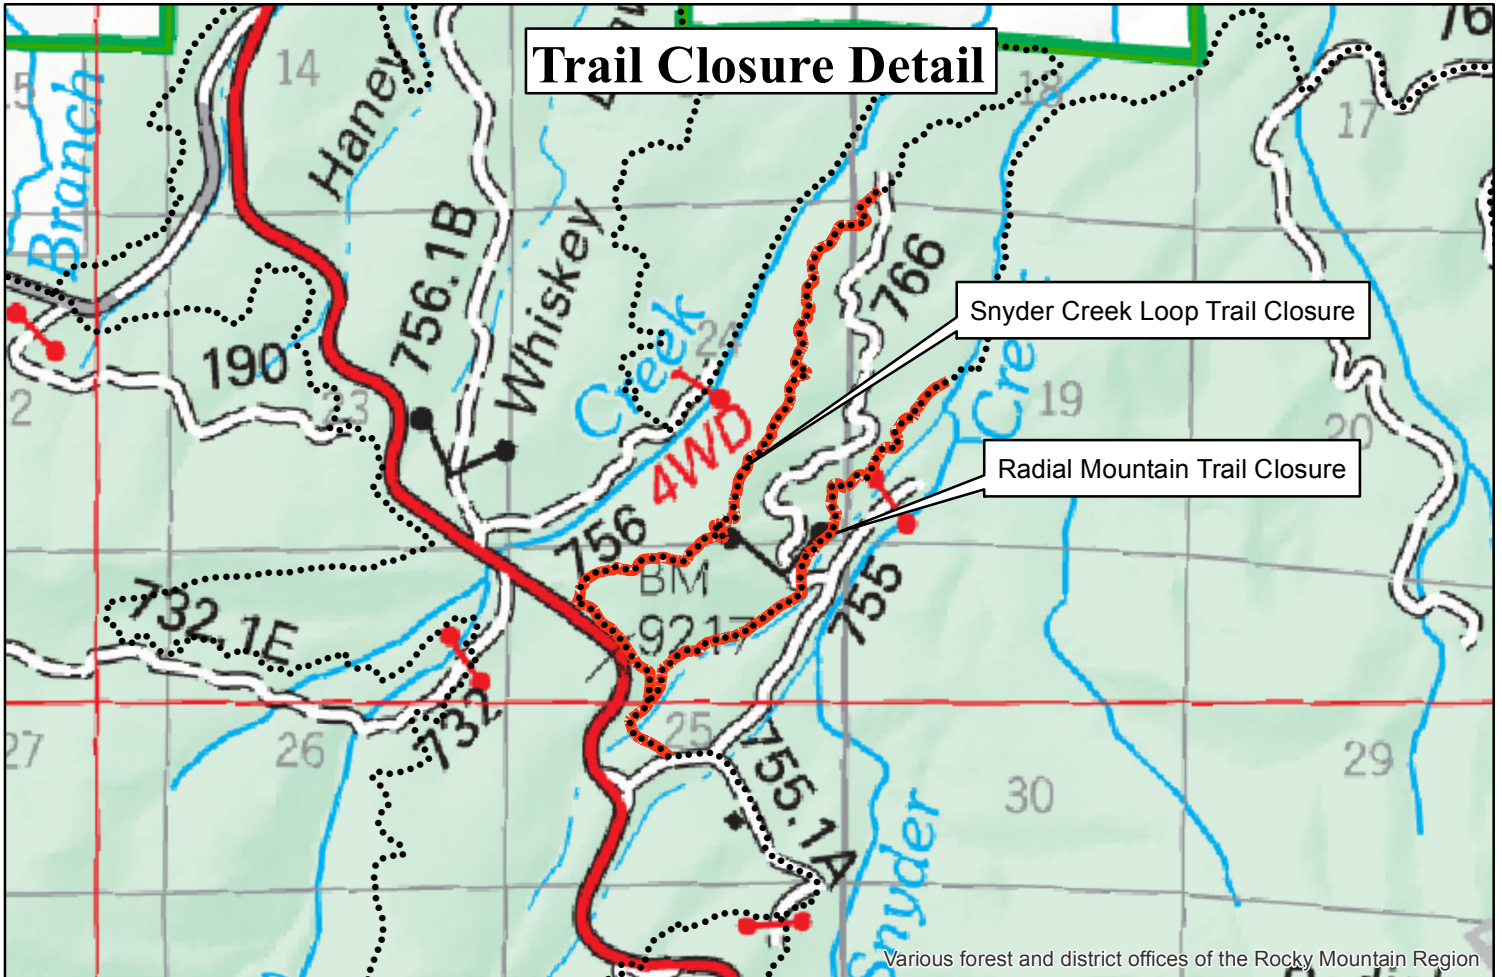 Trail Closure Detail
76
14
18
17
Branch
Haney
756.1B
Whiskey
766
Snyder Creek Loop Trail Closure
190
24
Creek
23
2
19
20
4WD
Radial Mountain Trail Closure
756
BM
9217
755
732.1E
732
25
26
27
29
30
755.1A
Snyder
Various forest and district offices of the Rocky Mountain Region